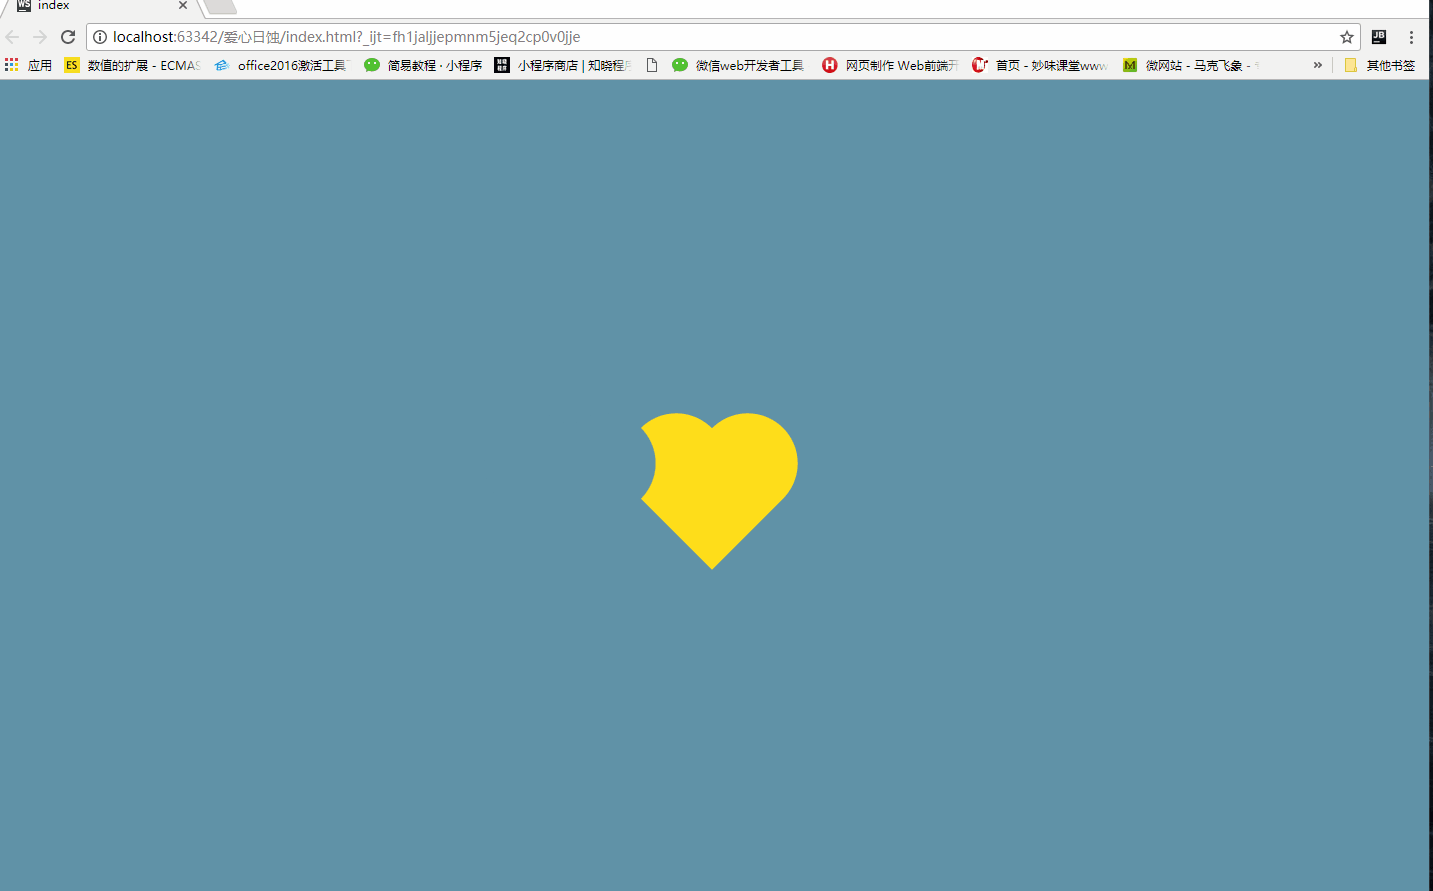 index
localhost:63342/爱心日蚀/index.html?_ijt=fh1jaljjepmnm5jeq2cp0v0jje
应用 ES 数值的扩展 - ECMAS office2016激活工具 简易教程 · 小程序 小程序商店 | 知晓程 微信web开发者工具 网页制作 Web前端开 首页 - 妙味课堂www 微网站 - 马克飞象 - » 其他书签